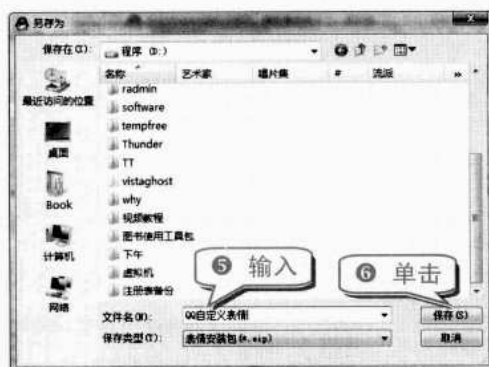 另存为
保存在(I):
程序 (D:)
名称 艺术家 唱片集 # 流派 »
radmin
software
tempfree
Thunder
TT
vistaghost
why
视频教程
图书使用工具包
下午
虚拟机
注册表备份
最近访问的位置
桌面
Book
计算机
网络
❺ 输入
❻ 单击
文件名(N): QQ自定义表情 保存(S)
保存类型(T): 表情安装包(*.eip) 取消